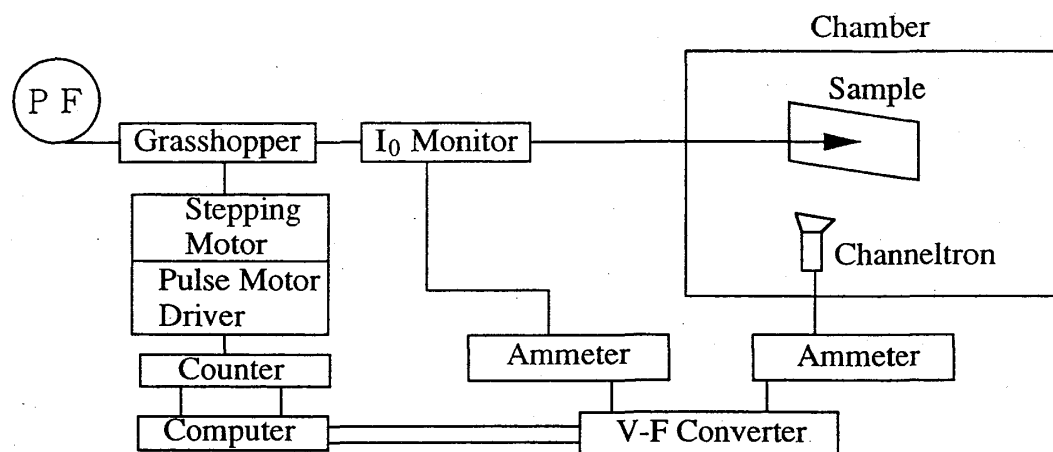 Chamber
P F
Sample
Grasshopper
I₀ Monitor
Stepping
Motor
Channeltron
Pulse Motor
Driver
Ammeter
Ammeter
Counter
Computer
V-F Converter